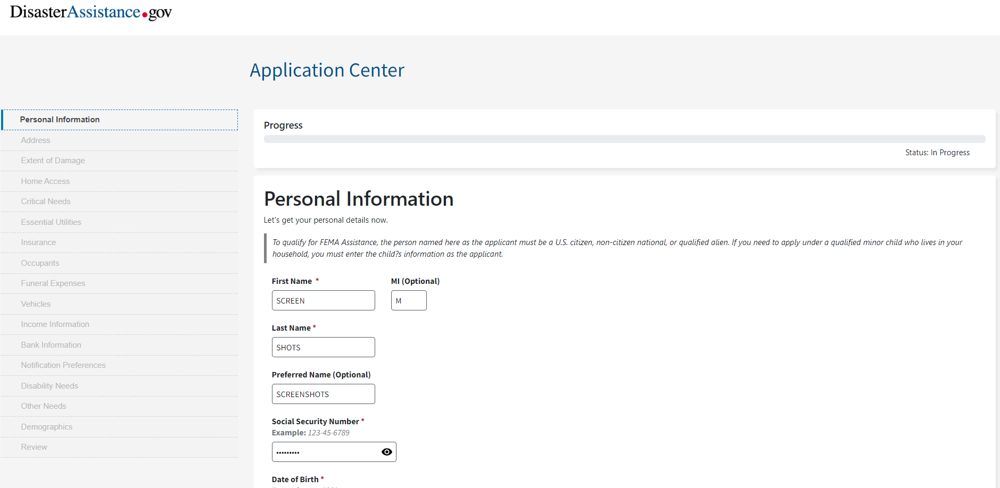 DisasterAssistance.gov
Application Center
Personal Information
Address
Extent of Damage
Home Access
Critical Needs
Essential Utilities
Insurance
Occupants
Funeral Expenses
Vehicles
Income Information
Bank Information
Notification Preferences
Disability Needs
Other Needs
Demographics
Review
Progress
Status: In Progress
Personal Information
Let's get your personal details now.
To qualify for FEMA Assistance, the person named here as the applicant must be a U.S. citizen, non-citizen national, or qualified alien. If you need to apply under a qualified minor child who lives in your
household, you must enter the child?s information as the applicant.
First Name * MI (Optional)
SCREEN M
Last Name *
SHOTS
Preferred Name (Optional)
SCREENSHOTS
Social Security Number *
Example: 123-45-6789
•••••••••
Date of Birth *